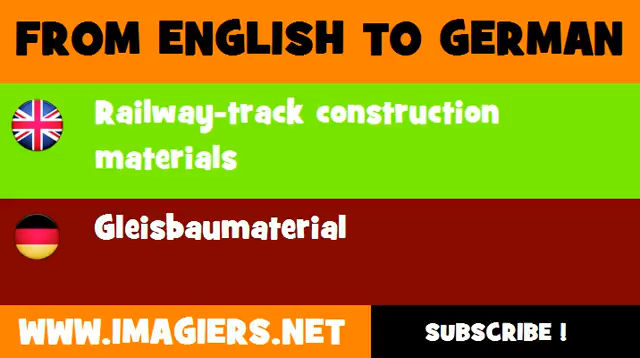 FROM ENGLISH TO GERMAN
Railway-track construction
materials
Gleisbaumaterial
WWW.IMAGIERS.NET
SUBSCRIBE !